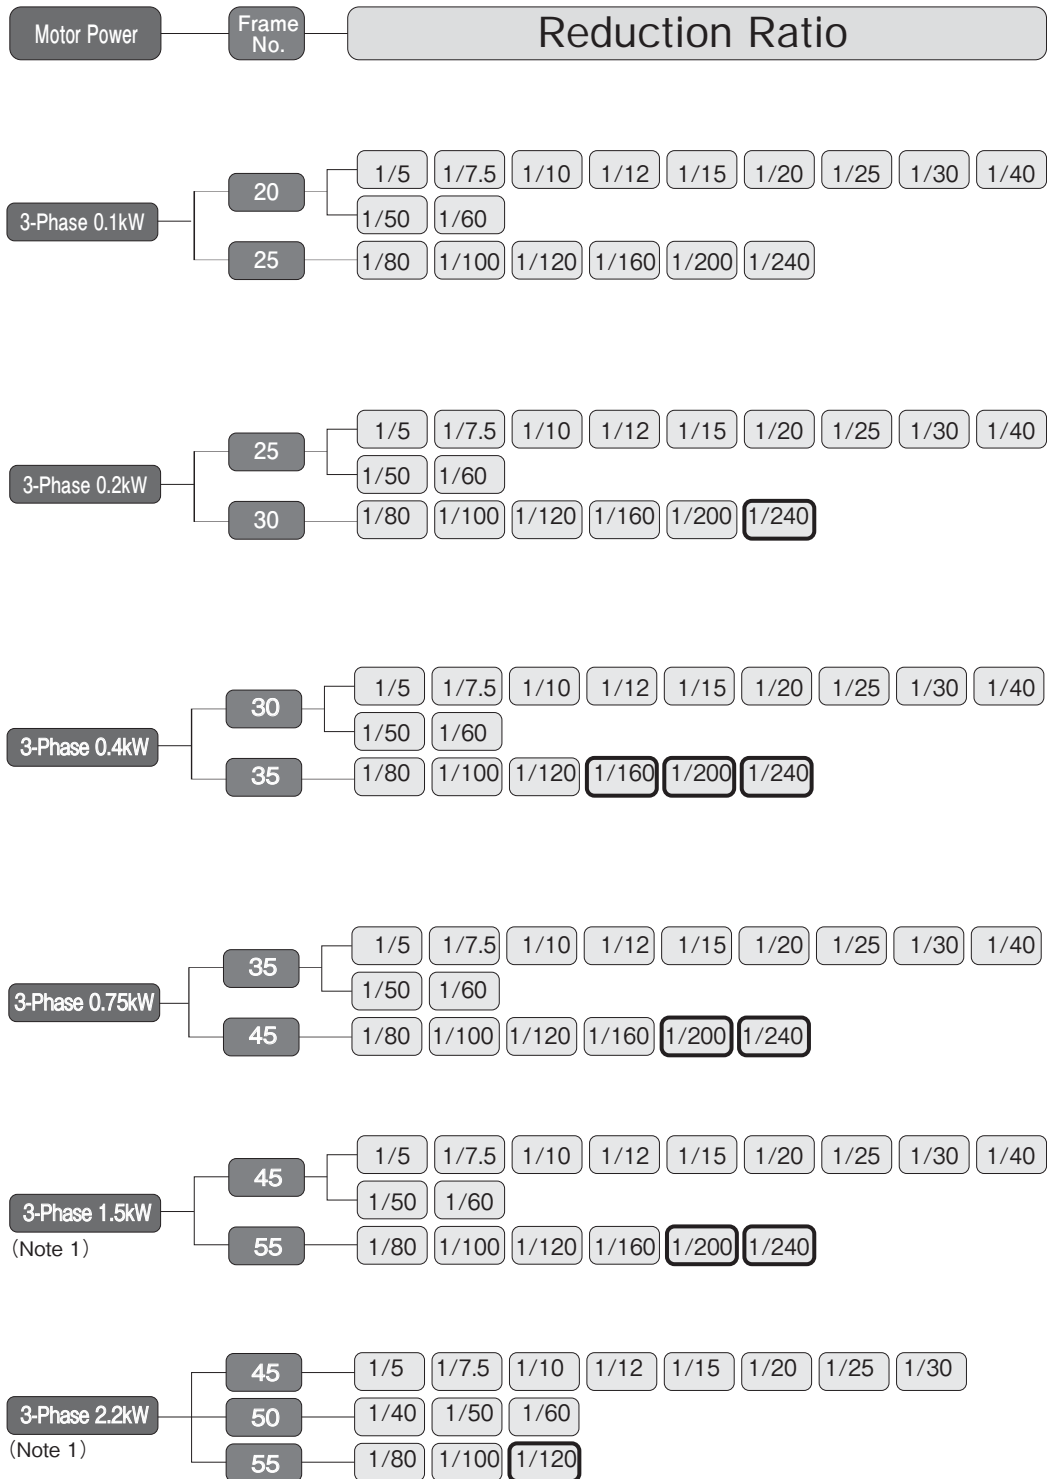 Motor Power Frame No. Reduction Ratio
3-Phase 0.1kW
20
1/5 1/7.5 1/10 1/12 1/15 1/20 1/25 1/30 1/40
1/50 1/60
25
1/80 1/100 1/120 1/160 1/200 1/240
3-Phase 0.2kW
25
1/5 1/7.5 1/10 1/12 1/15 1/20 1/25 1/30 1/40
1/50 1/60
30
1/80 1/100 1/120 1/160 1/200 1/240
3-Phase 0.4kW
30
1/5 1/7.5 1/10 1/12 1/15 1/20 1/25 1/30 1/40
1/50 1/60
35
1/80 1/100 1/120 1/160 1/200 1/240
3-Phase 0.75kW
35
1/5 1/7.5 1/10 1/12 1/15 1/20 1/25 1/30 1/40
1/50 1/60
45
1/80 1/100 1/120 1/160 1/200 1/240
3-Phase 1.5kW
(Note 1)
45
1/5 1/7.5 1/10 1/12 1/15 1/20 1/25 1/30 1/40
1/50 1/60
55
1/80 1/100 1/120 1/160 1/200 1/240
3-Phase 2.2kW
(Note 1)
45
1/5 1/7.5 1/10 1/12 1/15 1/20 1/25 1/30
50
1/40 1/50 1/60
55
1/80 1/100 1/120